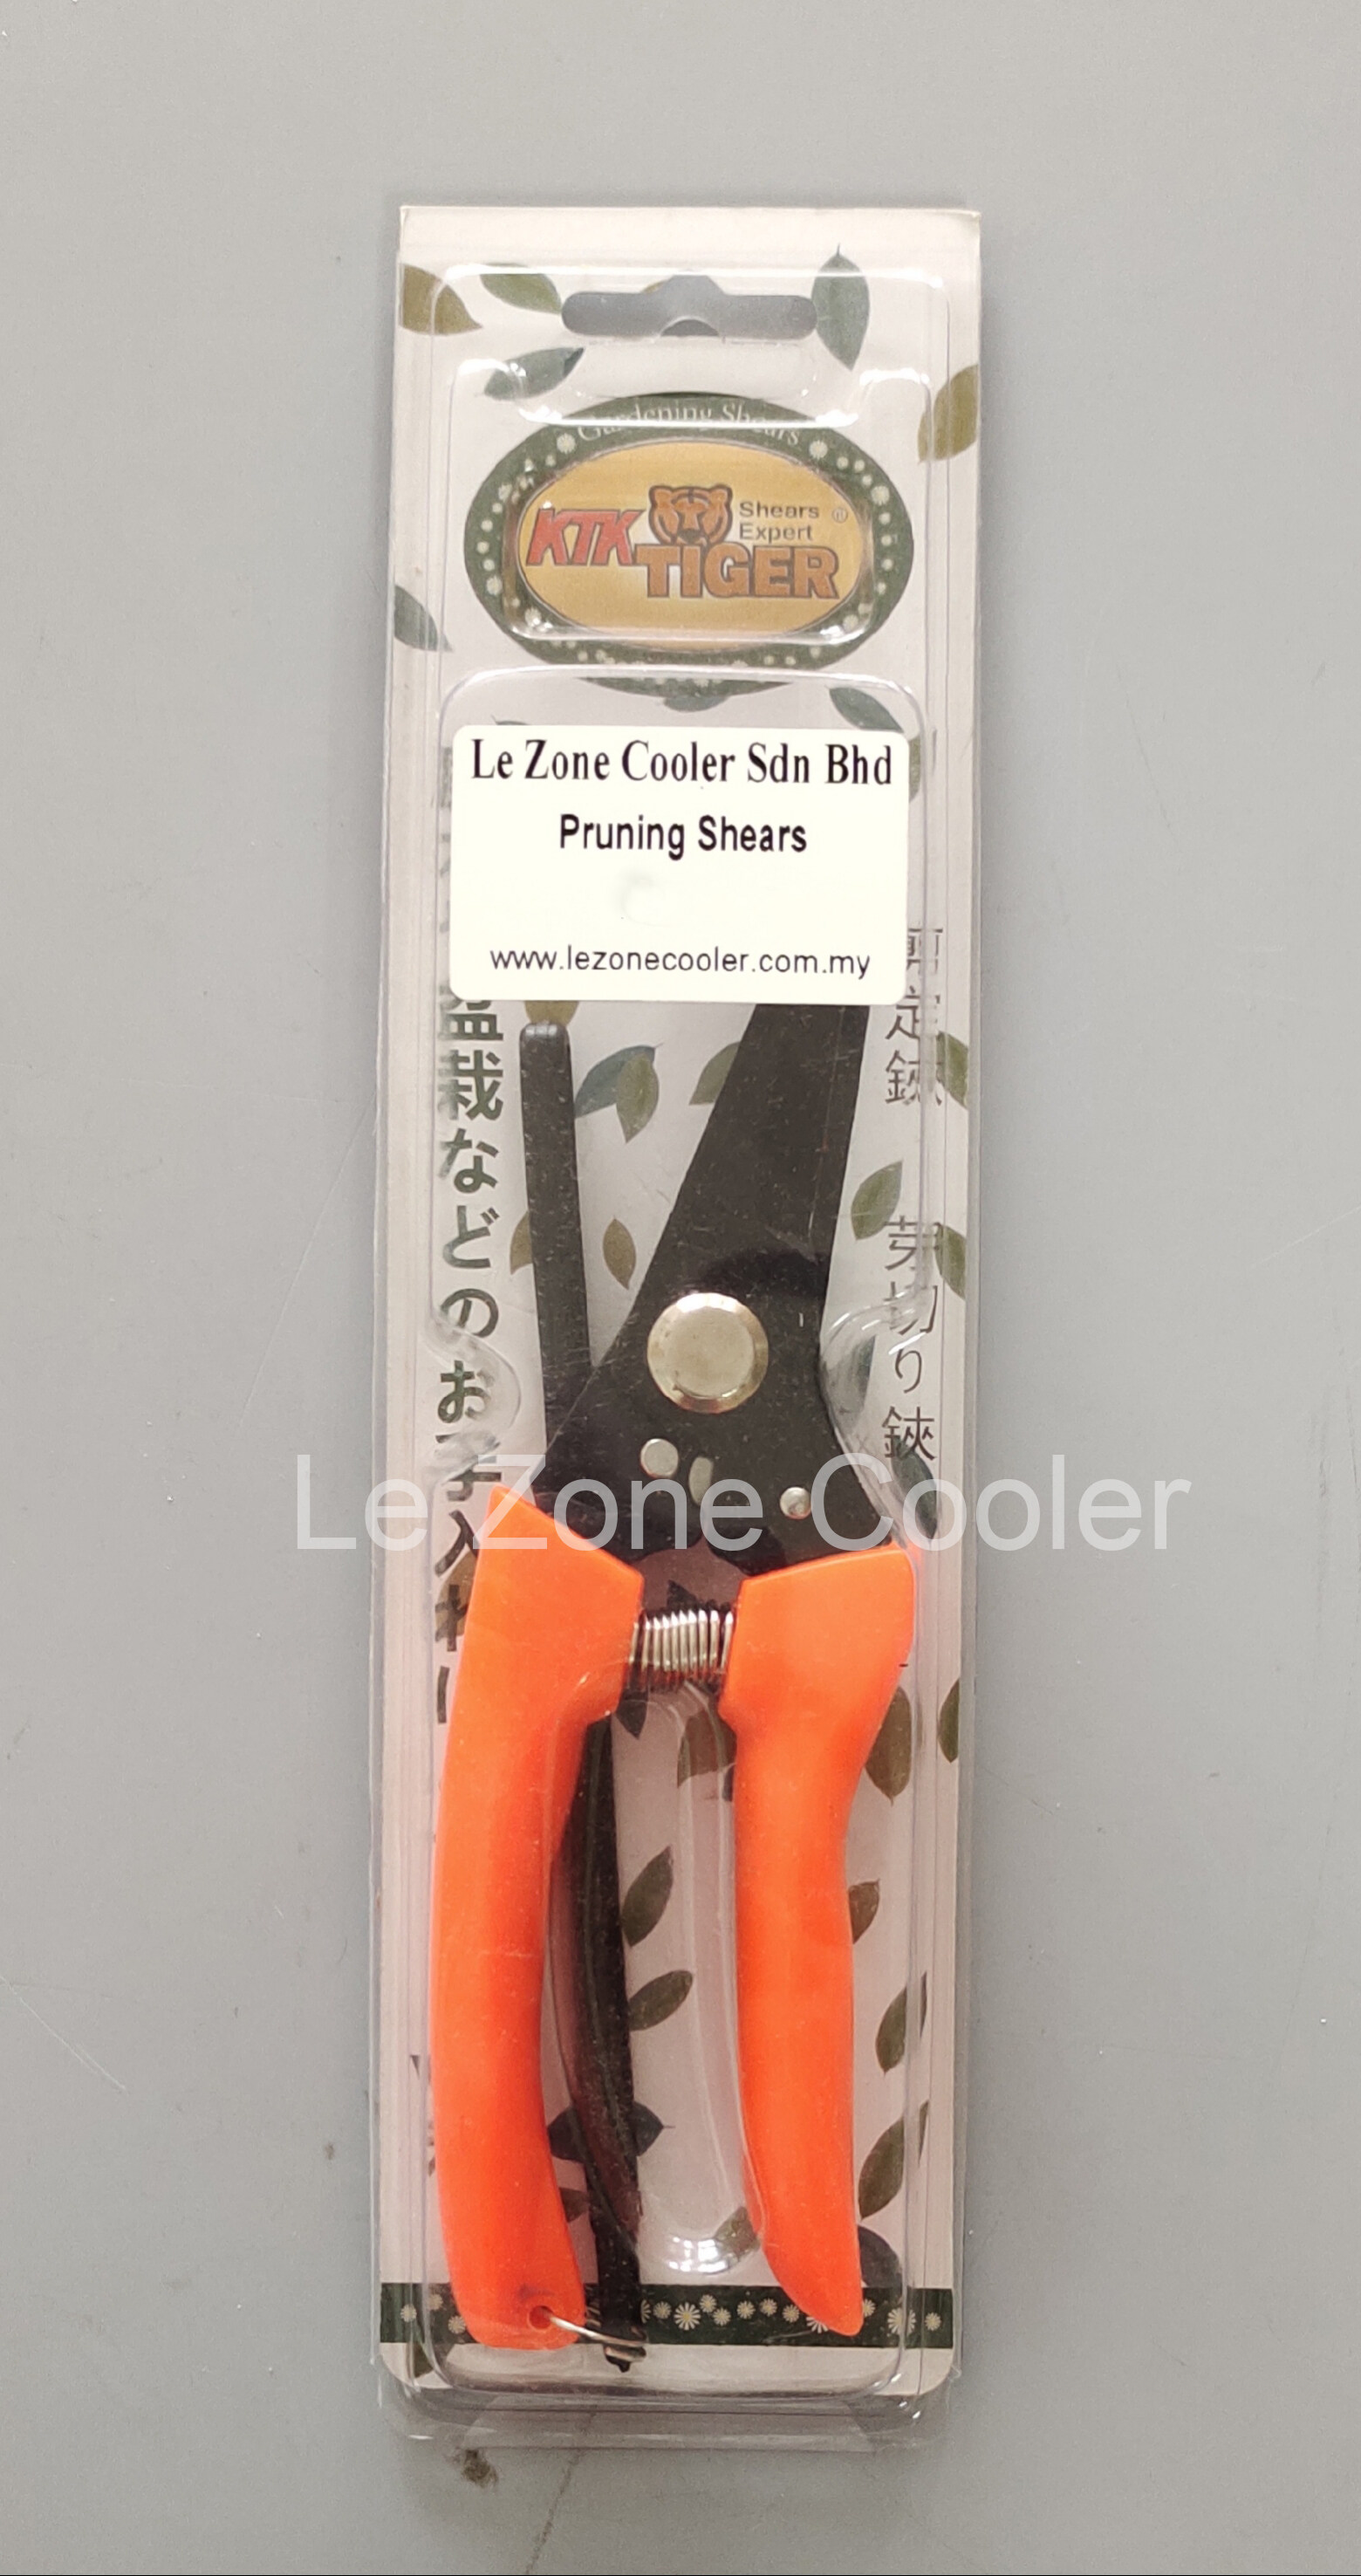 Gardening Shears
KTK
Shears
Expert
TIGER
Le Zone Cooler Sdn Bhd
Pruning Shears
www.lezonecooler.com.my
盆栽などのお手入れに
剪定鋏 芽切り鋏
Le Zone Cooler